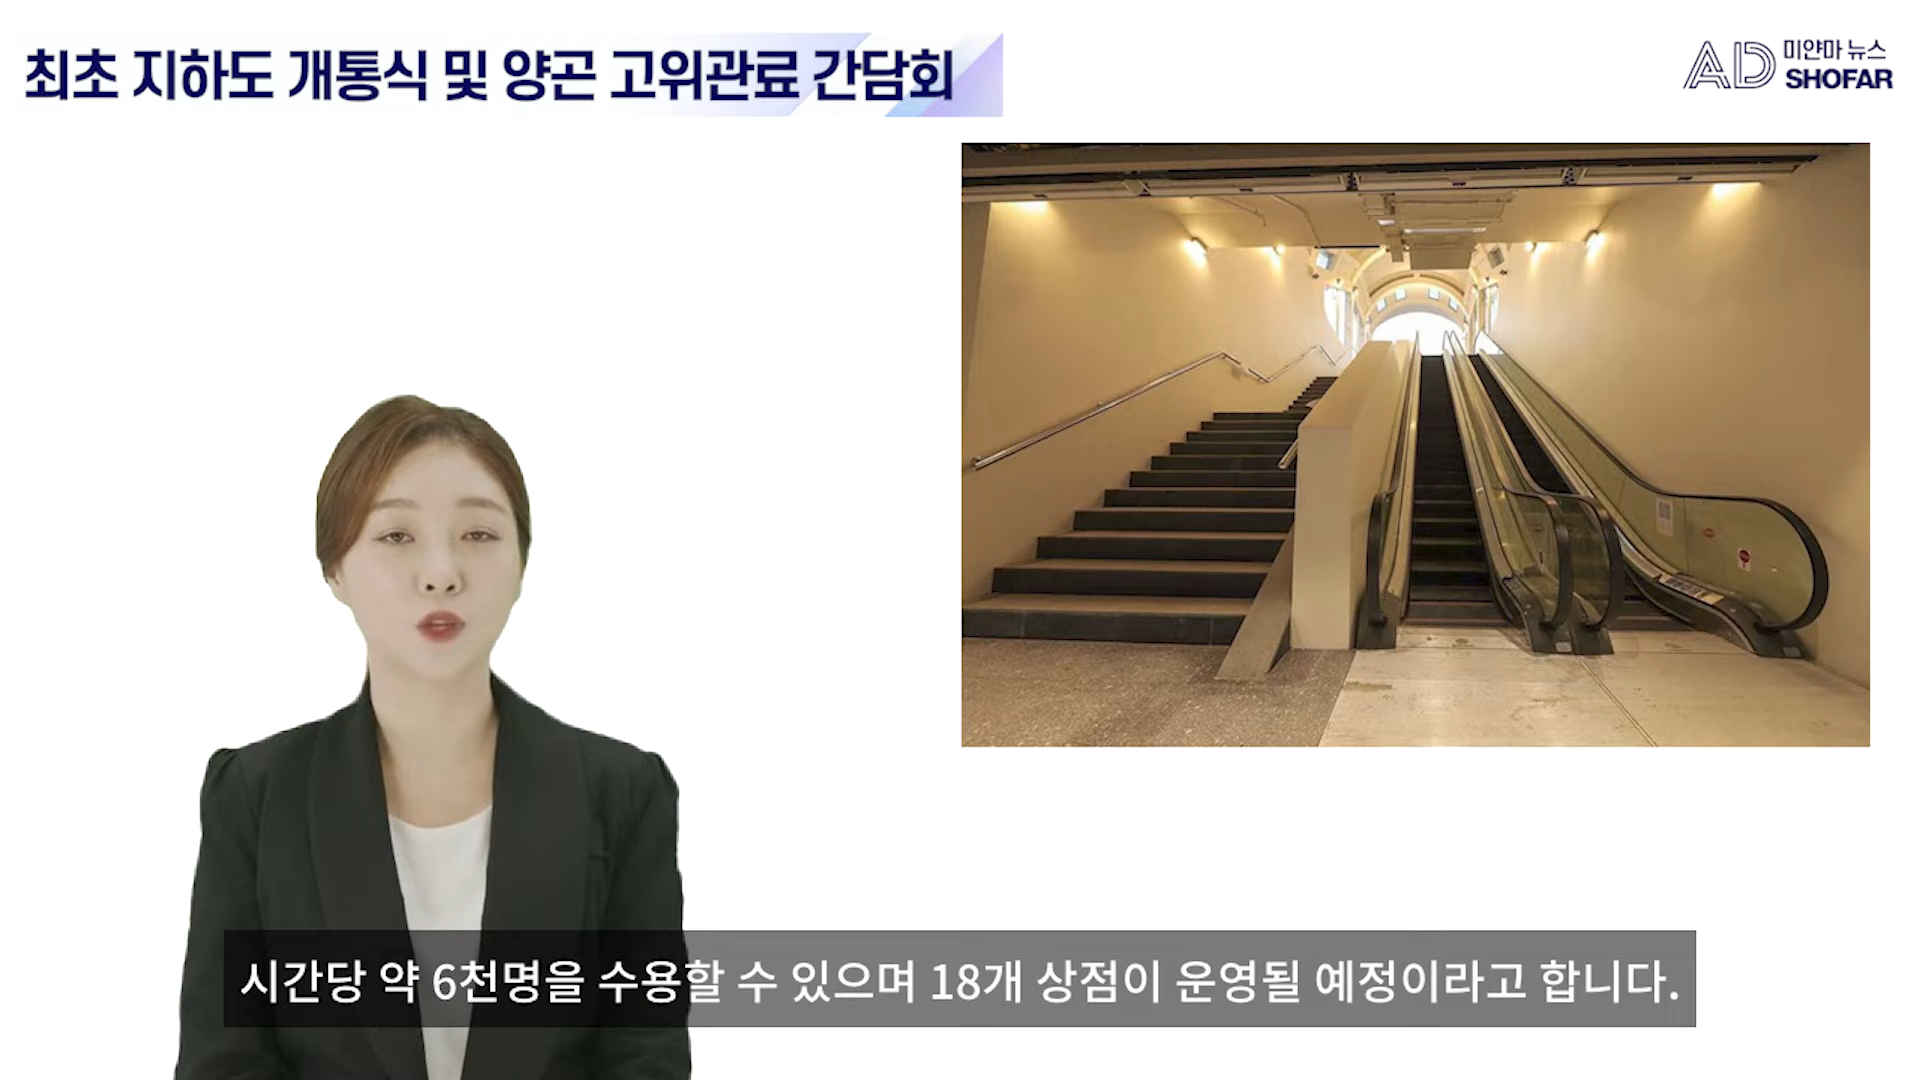 최초 지하도 개통식 및 양곤 고위관료 간담회
AD 미얀마 뉴스
SHOFAR
시간당 약 6천명을 수용할 수 있으며 18개 상점이 운영될 예정이라고 합니다.